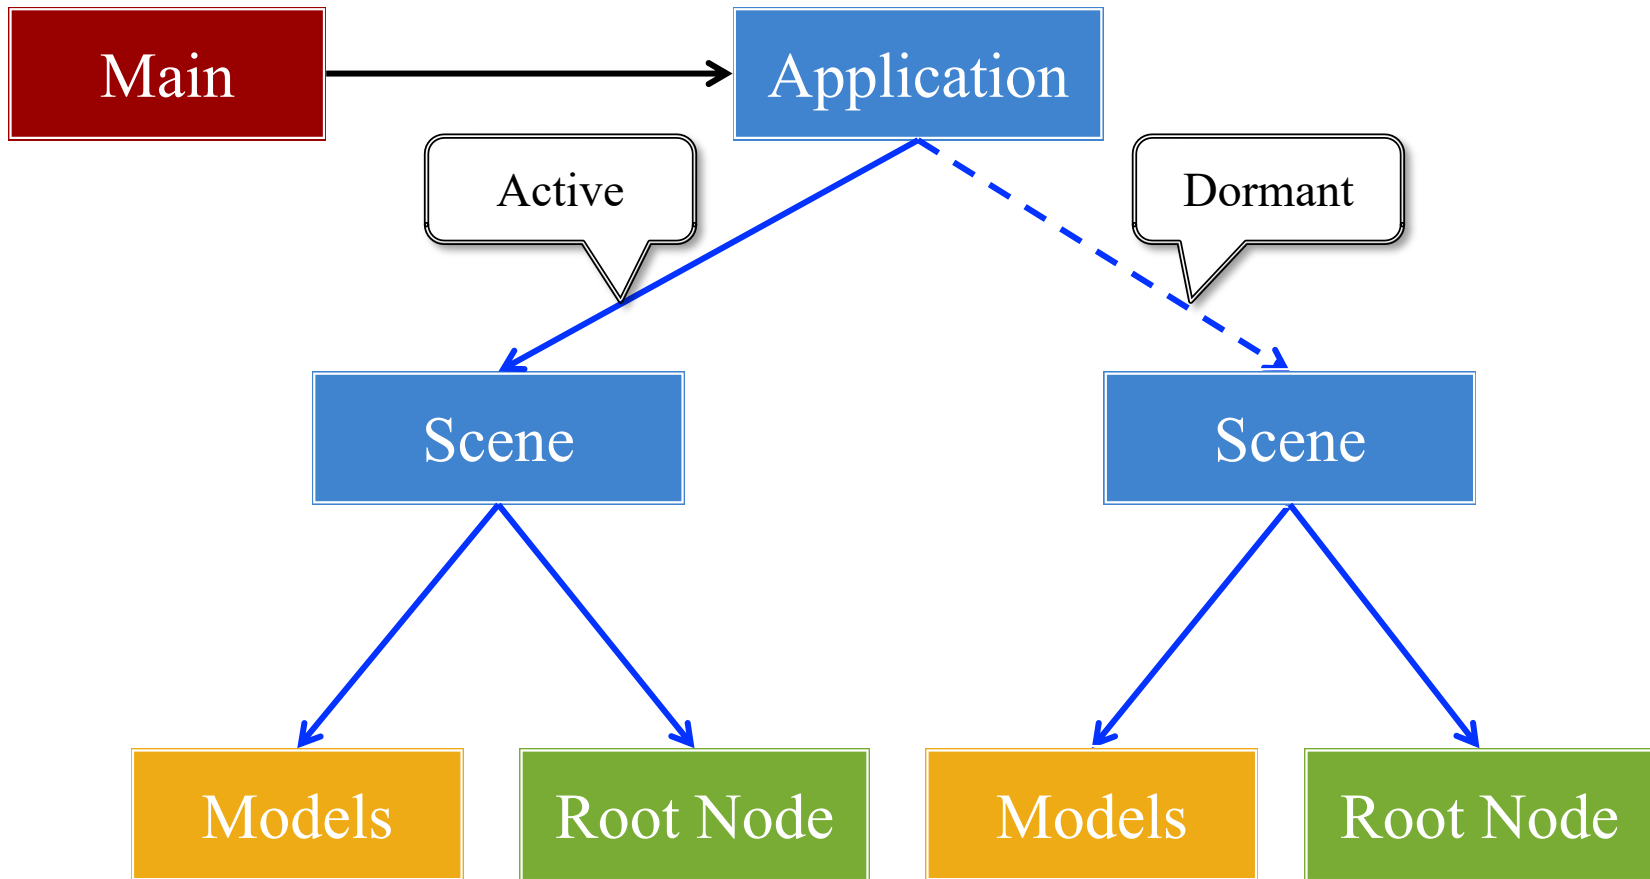 Main
Application
Active
Dormant
Scene
Scene
Models
Root Node
Models
Root Node